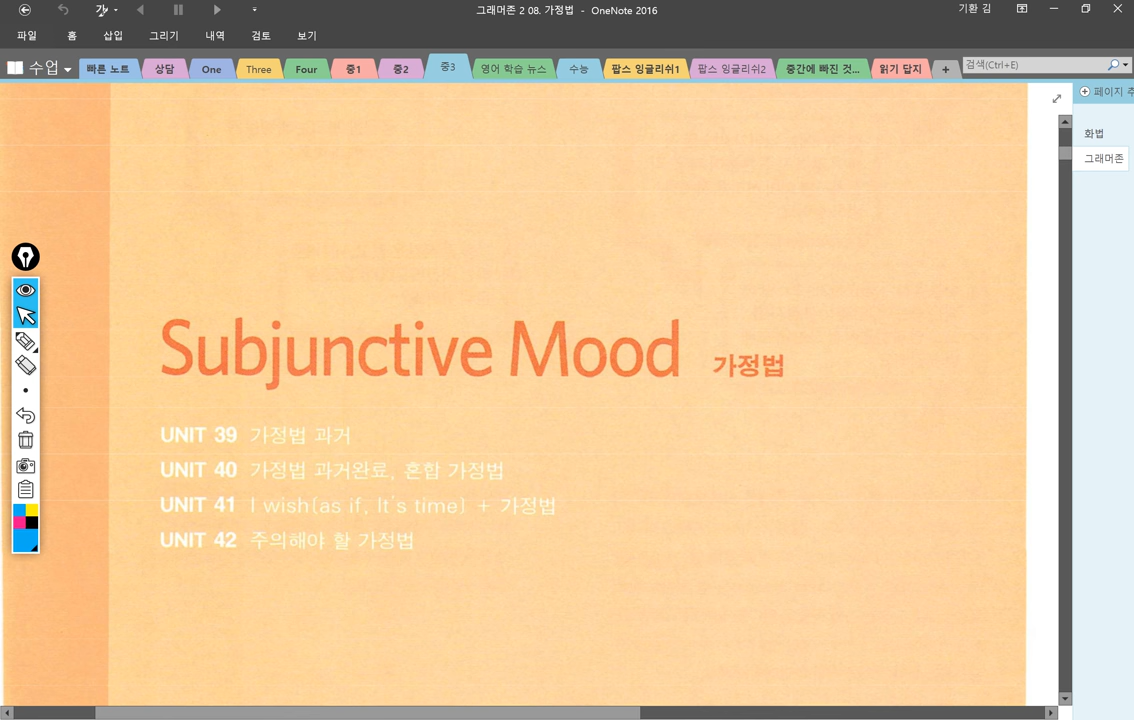 그래머존 2 08. 가정법 - OneNote 2016
기환 김
파일 홈 삽입 그리기 내역 검토 보기
수업 빠른 노트 상담 One Three Four 중1 중2 중3 영어 학습 뉴스 수능 팝스 잉글리쉬1 팝스 잉글리쉬2 중간에 빠진 것... 읽기 답지 + 검색(Ctrl+E)
페이지 추
화법
그래머존
Subjunctive Mood 가정법
UNIT 39 가정법 과거
UNIT 40 가정법 과거완료, 혼합 가정법
UNIT 41 I wish(as if, It's time) + 가정법
UNIT 42 주의해야 할 가정법